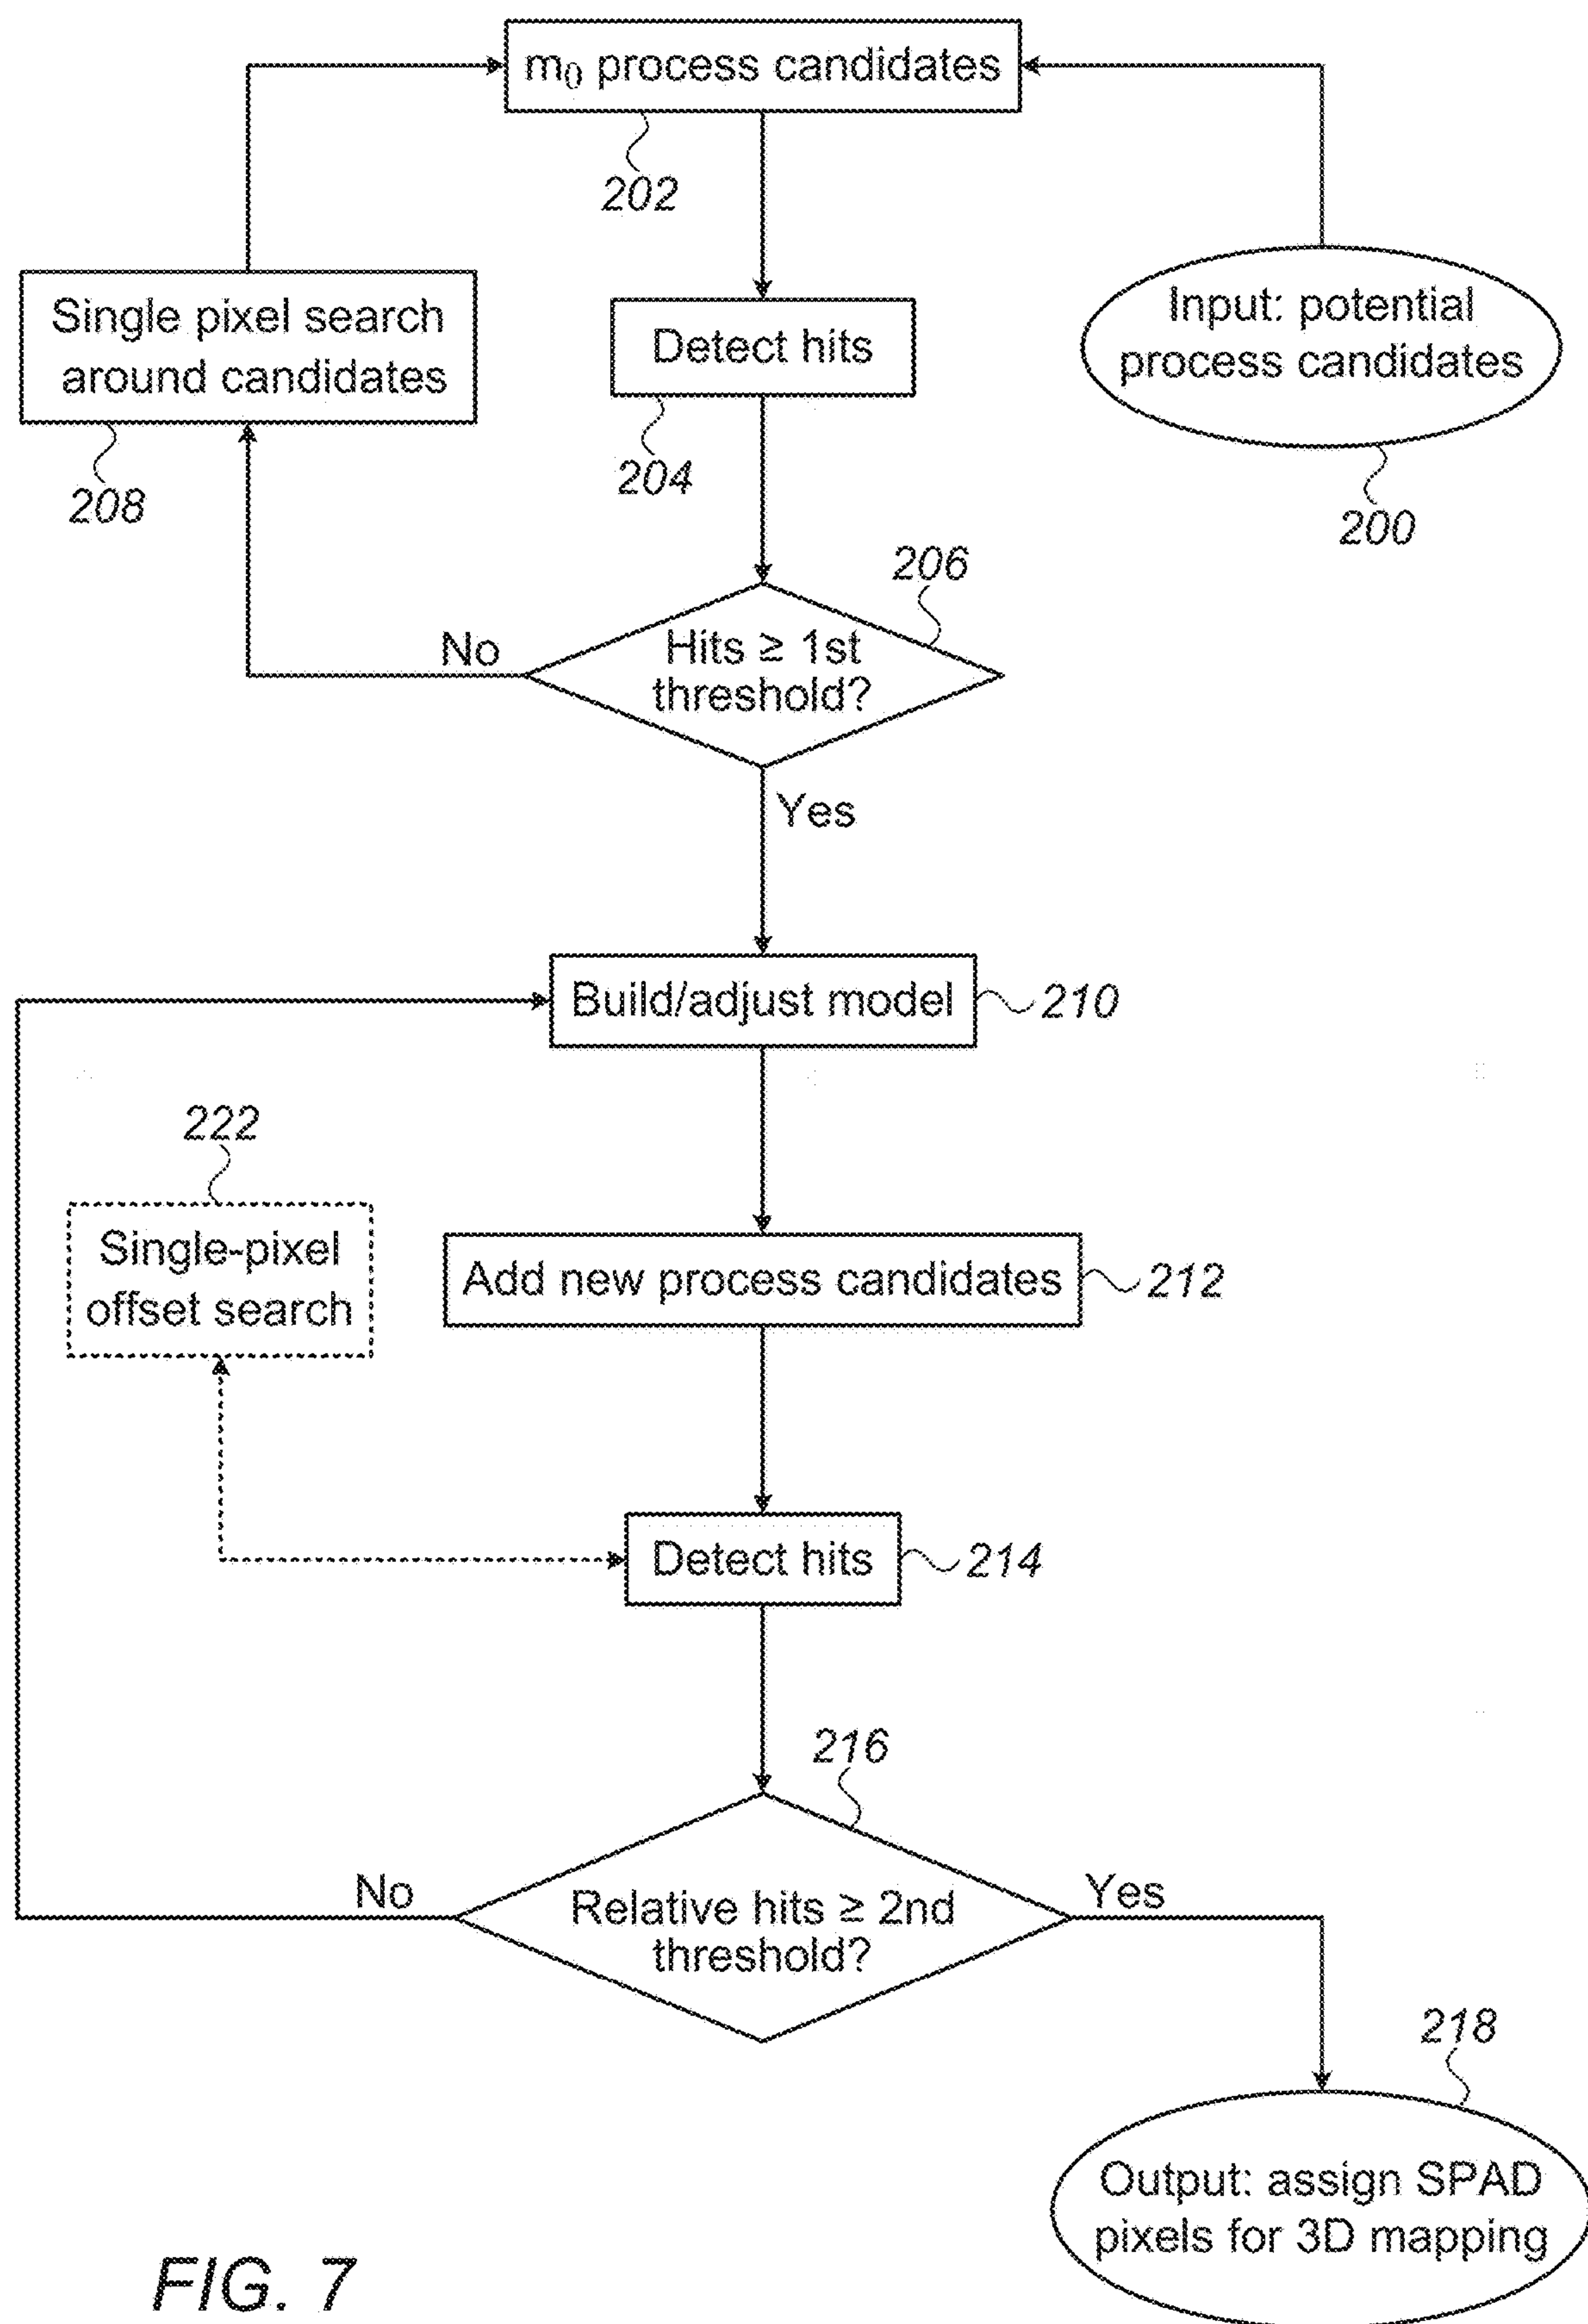 m₀ process candidates
202
Single pixel search
around candidates
208
Detect hits
204
Input: potential
process candidates
200
206
Hits ≥ 1st
threshold?
No
Yes
Build/adjust model
210
222
Single-pixel
offset search
Add new process candidates
212
Detect hits
214
216
Relative hits ≥ 2nd
threshold?
No
Yes
218
Output: assign SPAD
pixels for 3D mapping
FIG. 7